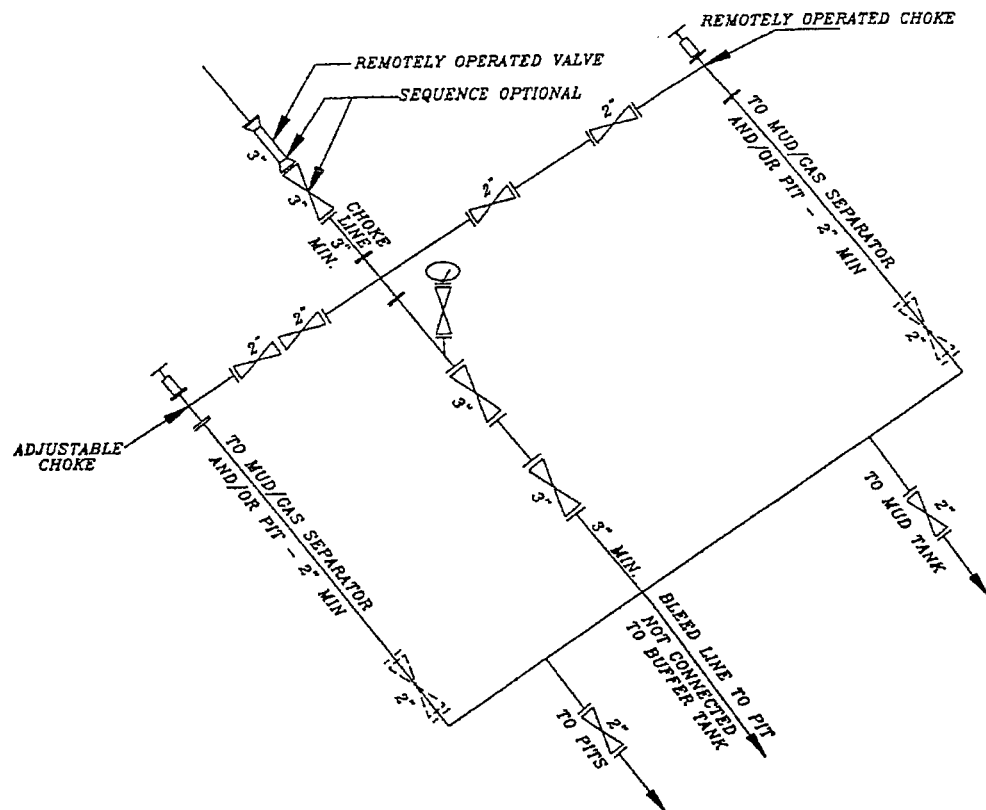 REMOTELY OPERATED CHOKE
REMOTELY OPERATED VALVE
SEQUENCE OPTIONAL
3"
3"
CHOKE
LINE
3"
MIN.
2"
2"
TO MUD/GAS SEPARATOR
AND/OR PIT - 2" MIN
2"
2"
2"
3"
3"
3" MIN.
2"
ADJUSTABLE
CHOKE
TO MUD/GAS SEPARATOR
AND/OR PIT - 2" MIN
2"
TO MUD TANK
2"
BLEED LINE TO PIT
NOT CONNECTED
TO BUFFER TANK
2"
TO PITS